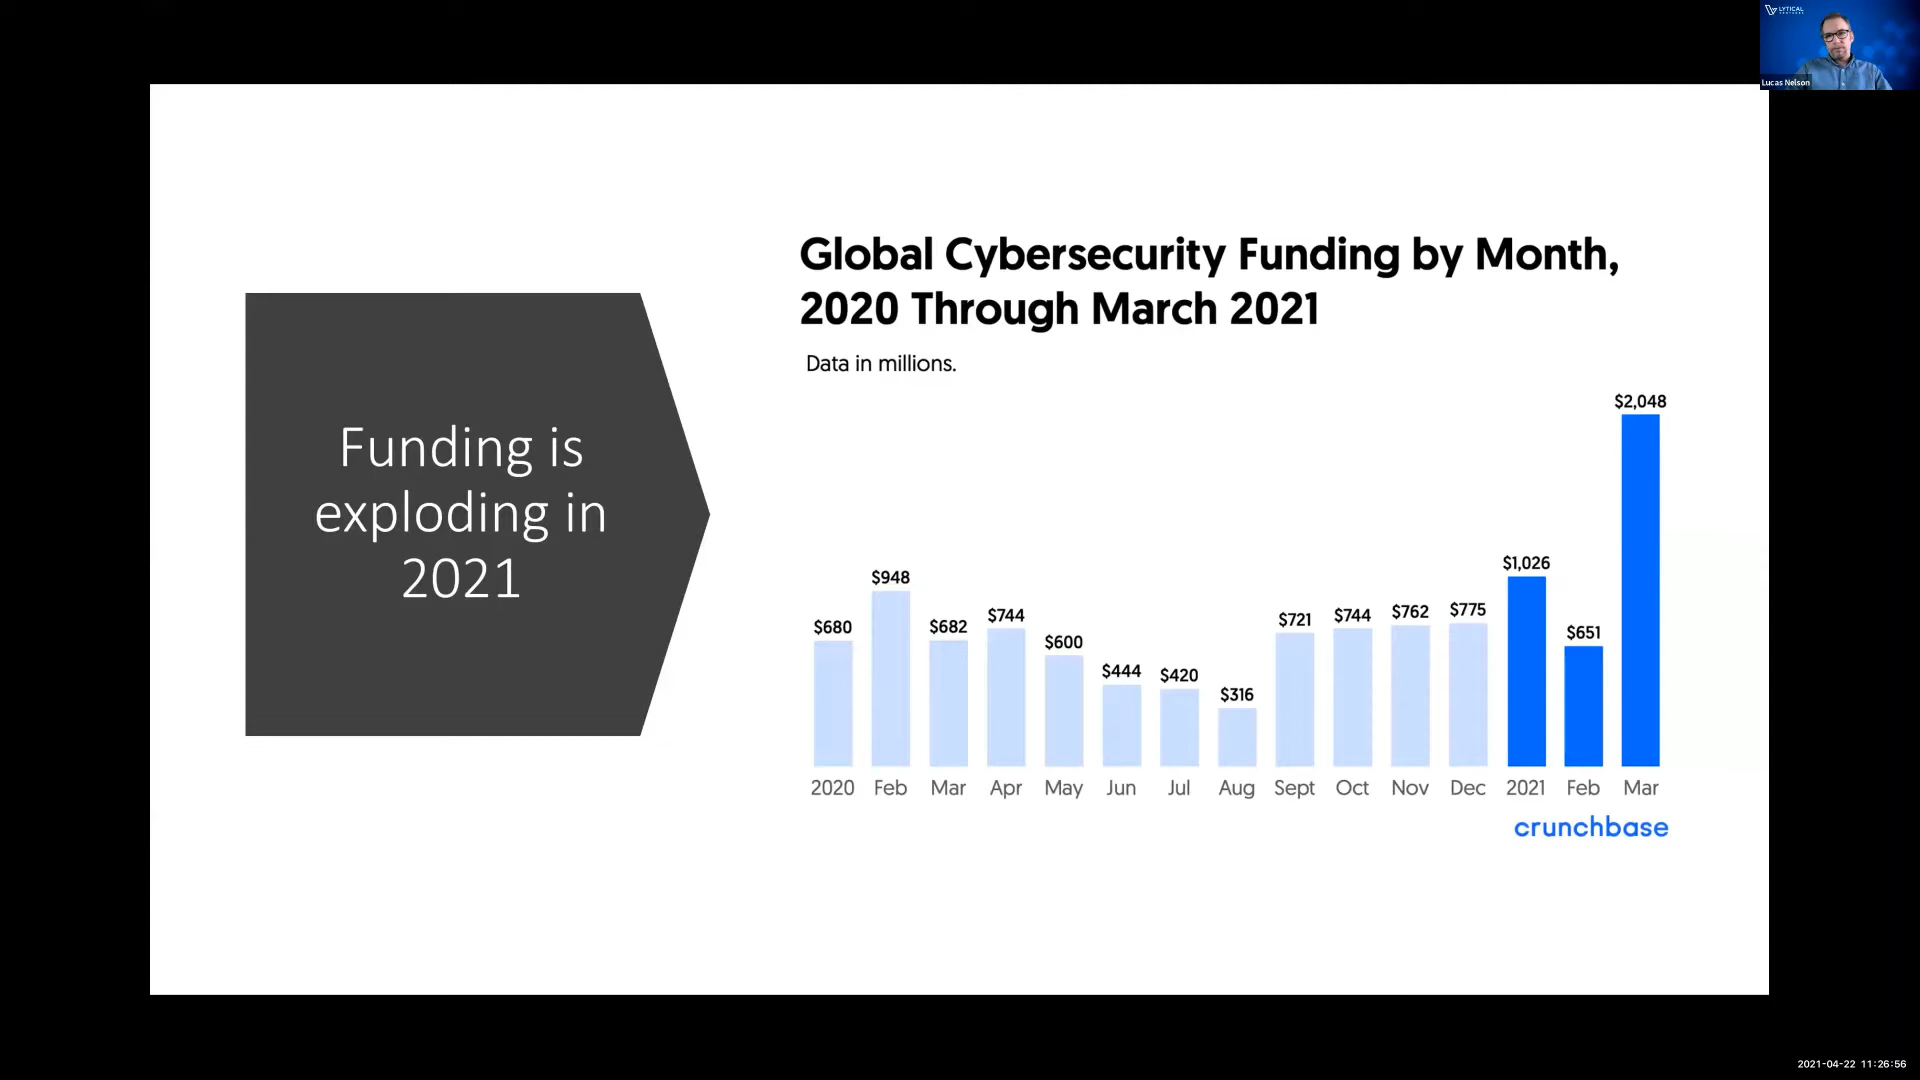 LYTICAL
VENTURES
Lucas Nelson
Funding is
exploding in
2021
Global Cybersecurity Funding by Month,
2020 Through March 2021
Data in millions.
$680
$948
$682
$744
$600
$444
$420
$316
$721
$744
$762
$775
$1,026
$651
$2,048
2020 Feb Mar Apr May Jun Jul Aug Sept Oct Nov Dec 2021 Feb Mar
crunchbase
2021-04-22 11:26:56